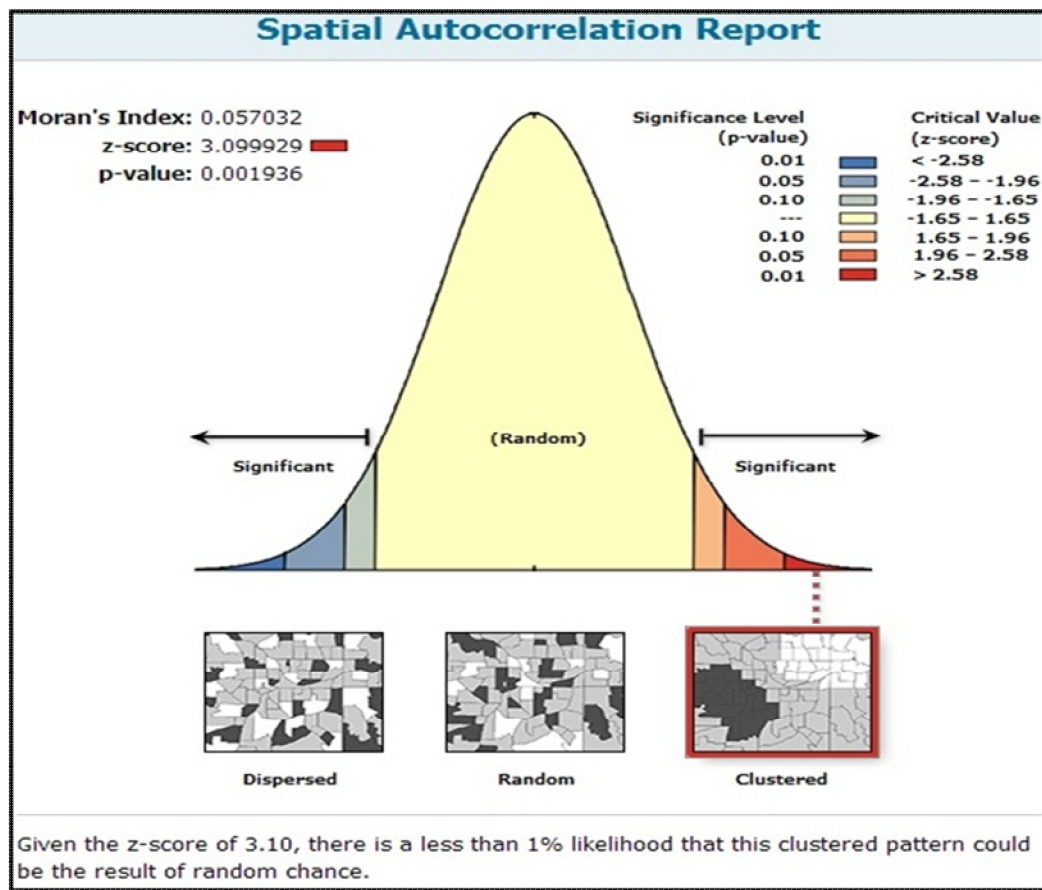 Spatial Autocorrelation Report
Moran's Index: 0.057032
z-score: 3.099929
p-value: 0.001936
Significance Level
(p-value)
Critical Value
(z-score)
0.01 < -2.58
0.05 -2.58 – -1.96
0.10 -1.96 – -1.65
--- -1.65 – 1.65
0.10 1.65 – 1.96
0.05 1.96 – 2.58
0.01 > 2.58
(Random)
Significant
Significant
Dispersed
Random
Clustered
Given the z-score of 3.10, there is a less than 1% likelihood that this clustered pattern could
be the result of random chance.